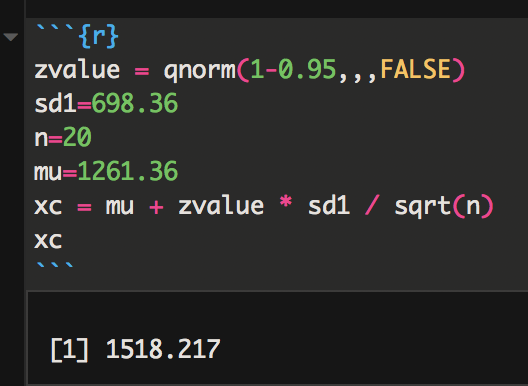 ```{r}
zvalue = qnorm(1-0.95,,,FALSE)
sd1=698.36
n=20
mu=1261.36
xc = mu + zvalue * sd1 / sqrt(n)
xc
```
[1] 1518.217